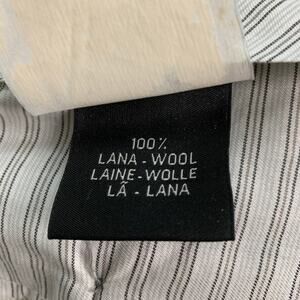 100%
LANA - WOOL
LAINE - WOLLE
LÃ - LANA